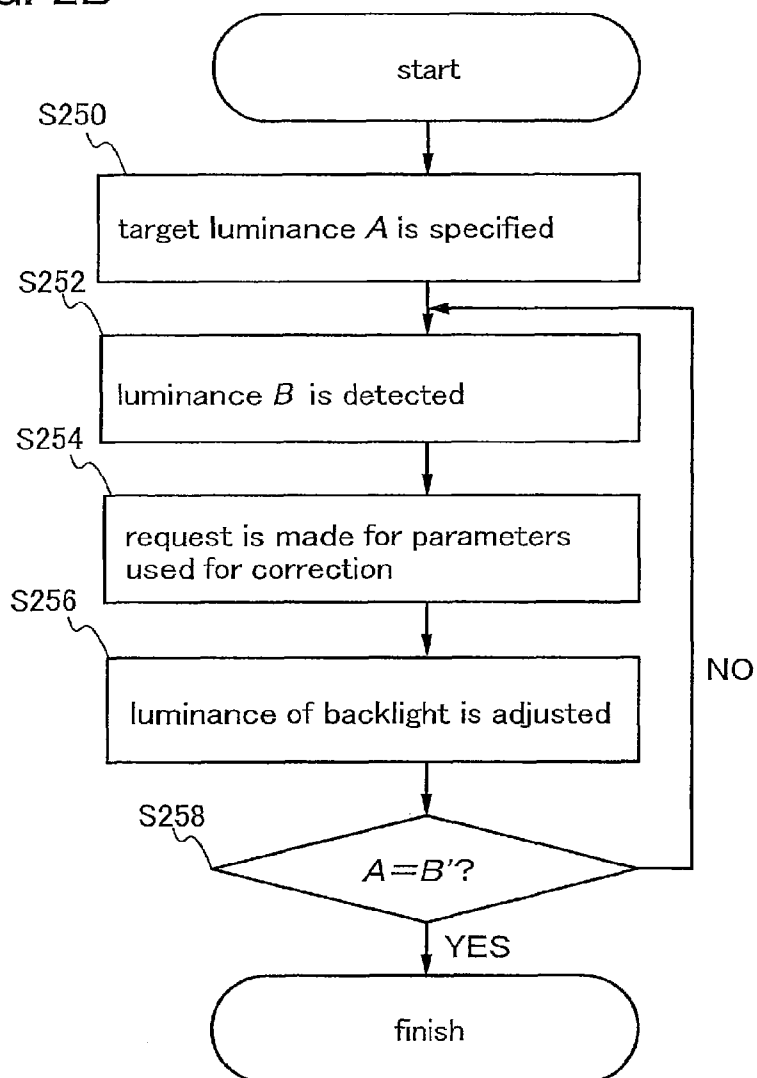 2B
start
S250
target luminance A is specified
S252
luminance B is detected
S254
request is made for parameters
used for correction
S256
luminance of backlight is adjusted
NO
S258
A=B'?
YES
finish